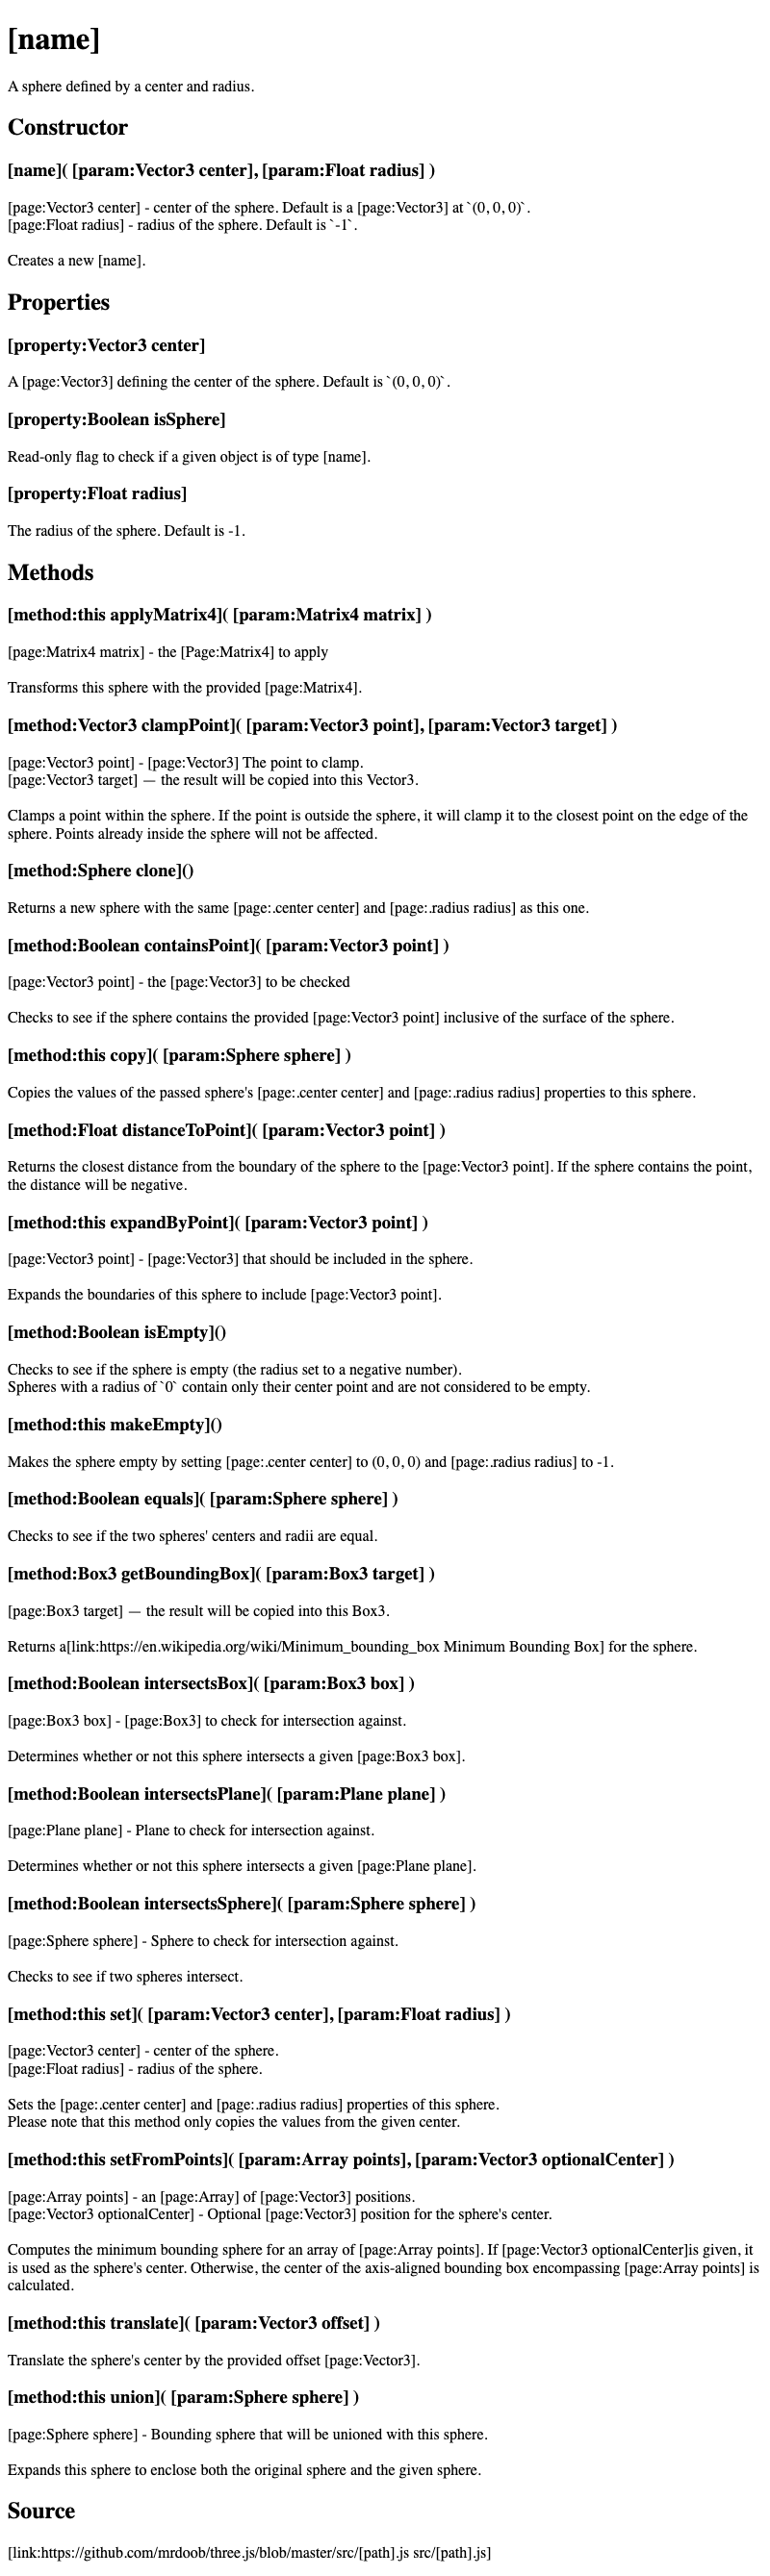 [name]
A sphere defined by a center and radius.
Constructor
[name]( [param:Vector3 center], [param:Float radius] )
[page:Vector3 center] - center of the sphere. Default is a [page:Vector3] at `(0, 0, 0)`.
[page:Float radius] - radius of the sphere. Default is `-1`.
Creates a new [name].
Properties
[property:Vector3 center]
A [page:Vector3] defining the center of the sphere. Default is `(0, 0, 0)`.
[property:Boolean isSphere]
Read-only flag to check if a given object is of type [name].
[property:Float radius]
The radius of the sphere. Default is -1.
Methods
[method:this applyMatrix4]( [param:Matrix4 matrix] )
[page:Matrix4 matrix] - the [Page:Matrix4] to apply
Transforms this sphere with the provided [page:Matrix4].
[method:Vector3 clampPoint]( [param:Vector3 point], [param:Vector3 target] )
[page:Vector3 point] - [page:Vector3] The point to clamp.
[page:Vector3 target] — the result will be copied into this Vector3.
Clamps a point within the sphere. If the point is outside the sphere, it will clamp it to the closest point on the edge of the
sphere. Points already inside the sphere will not be affected.
[method:Sphere clone]()
Returns a new sphere with the same [page:.center center] and [page:.radius radius] as this one.
[method:Boolean containsPoint]( [param:Vector3 point] )
[page:Vector3 point] - the [page:Vector3] to be checked
Checks to see if the sphere contains the provided [page:Vector3 point] inclusive of the surface of the sphere.
[method:this copy]( [param:Sphere sphere] )
Copies the values of the passed sphere's [page:.center center] and [page:.radius radius] properties to this sphere.
[method:Float distanceToPoint]( [param:Vector3 point] )
Returns the closest distance from the boundary of the sphere to the [page:Vector3 point]. If the sphere contains the point,
the distance will be negative.
[method:this expandByPoint]( [param:Vector3 point] )
[page:Vector3 point] - [page:Vector3] that should be included in the sphere.
Expands the boundaries of this sphere to include [page:Vector3 point].
[method:Boolean isEmpty]()
Checks to see if the sphere is empty (the radius set to a negative number).
Spheres with a radius of `0` contain only their center point and are not considered to be empty.
[method:this makeEmpty]()
Makes the sphere empty by setting [page:.center center] to (0, 0, 0) and [page:.radius radius] to -1.
[method:Boolean equals]( [param:Sphere sphere] )
Checks to see if the two spheres' centers and radii are equal.
[method:Box3 getBoundingBox]( [param:Box3 target] )
[page:Box3 target] — the result will be copied into this Box3.
Returns a[link:https://en.wikipedia.org/wiki/Minimum_bounding_box Minimum Bounding Box] for the sphere.
[method:Boolean intersectsBox]( [param:Box3 box] )
[page:Box3 box] - [page:Box3] to check for intersection against.
Determines whether or not this sphere intersects a given [page:Box3 box].
[method:Boolean intersectsPlane]( [param:Plane plane] )
[page:Plane plane] - Plane to check for intersection against.
Determines whether or not this sphere intersects a given [page:Plane plane].
[method:Boolean intersectsSphere]( [param:Sphere sphere] )
[page:Sphere sphere] - Sphere to check for intersection against.
Checks to see if two spheres intersect.
[method:this set]( [param:Vector3 center], [param:Float radius] )
[page:Vector3 center] - center of the sphere.
[page:Float radius] - radius of the sphere.
Sets the [page:.center center] and [page:.radius radius] properties of this sphere.
Please note that this method only copies the values from the given center.
[method:this setFromPoints]( [param:Array points], [param:Vector3 optionalCenter] )
[page:Array points] - an [page:Array] of [page:Vector3] positions.
[page:Vector3 optionalCenter] - Optional [page:Vector3] position for the sphere's center.
Computes the minimum bounding sphere for an array of [page:Array points]. If [page:Vector3 optionalCenter]is given, it
is used as the sphere's center. Otherwise, the center of the axis-aligned bounding box encompassing [page:Array points] is
calculated.
[method:this translate]( [param:Vector3 offset] )
Translate the sphere's center by the provided offset [page:Vector3].
[method:this union]( [param:Sphere sphere] )
[page:Sphere sphere] - Bounding sphere that will be unioned with this sphere.
Expands this sphere to enclose both the original sphere and the given sphere.
Source
[link:https://github.com/mrdoob/three.js/blob/master/src/[path].js src/[path].js]